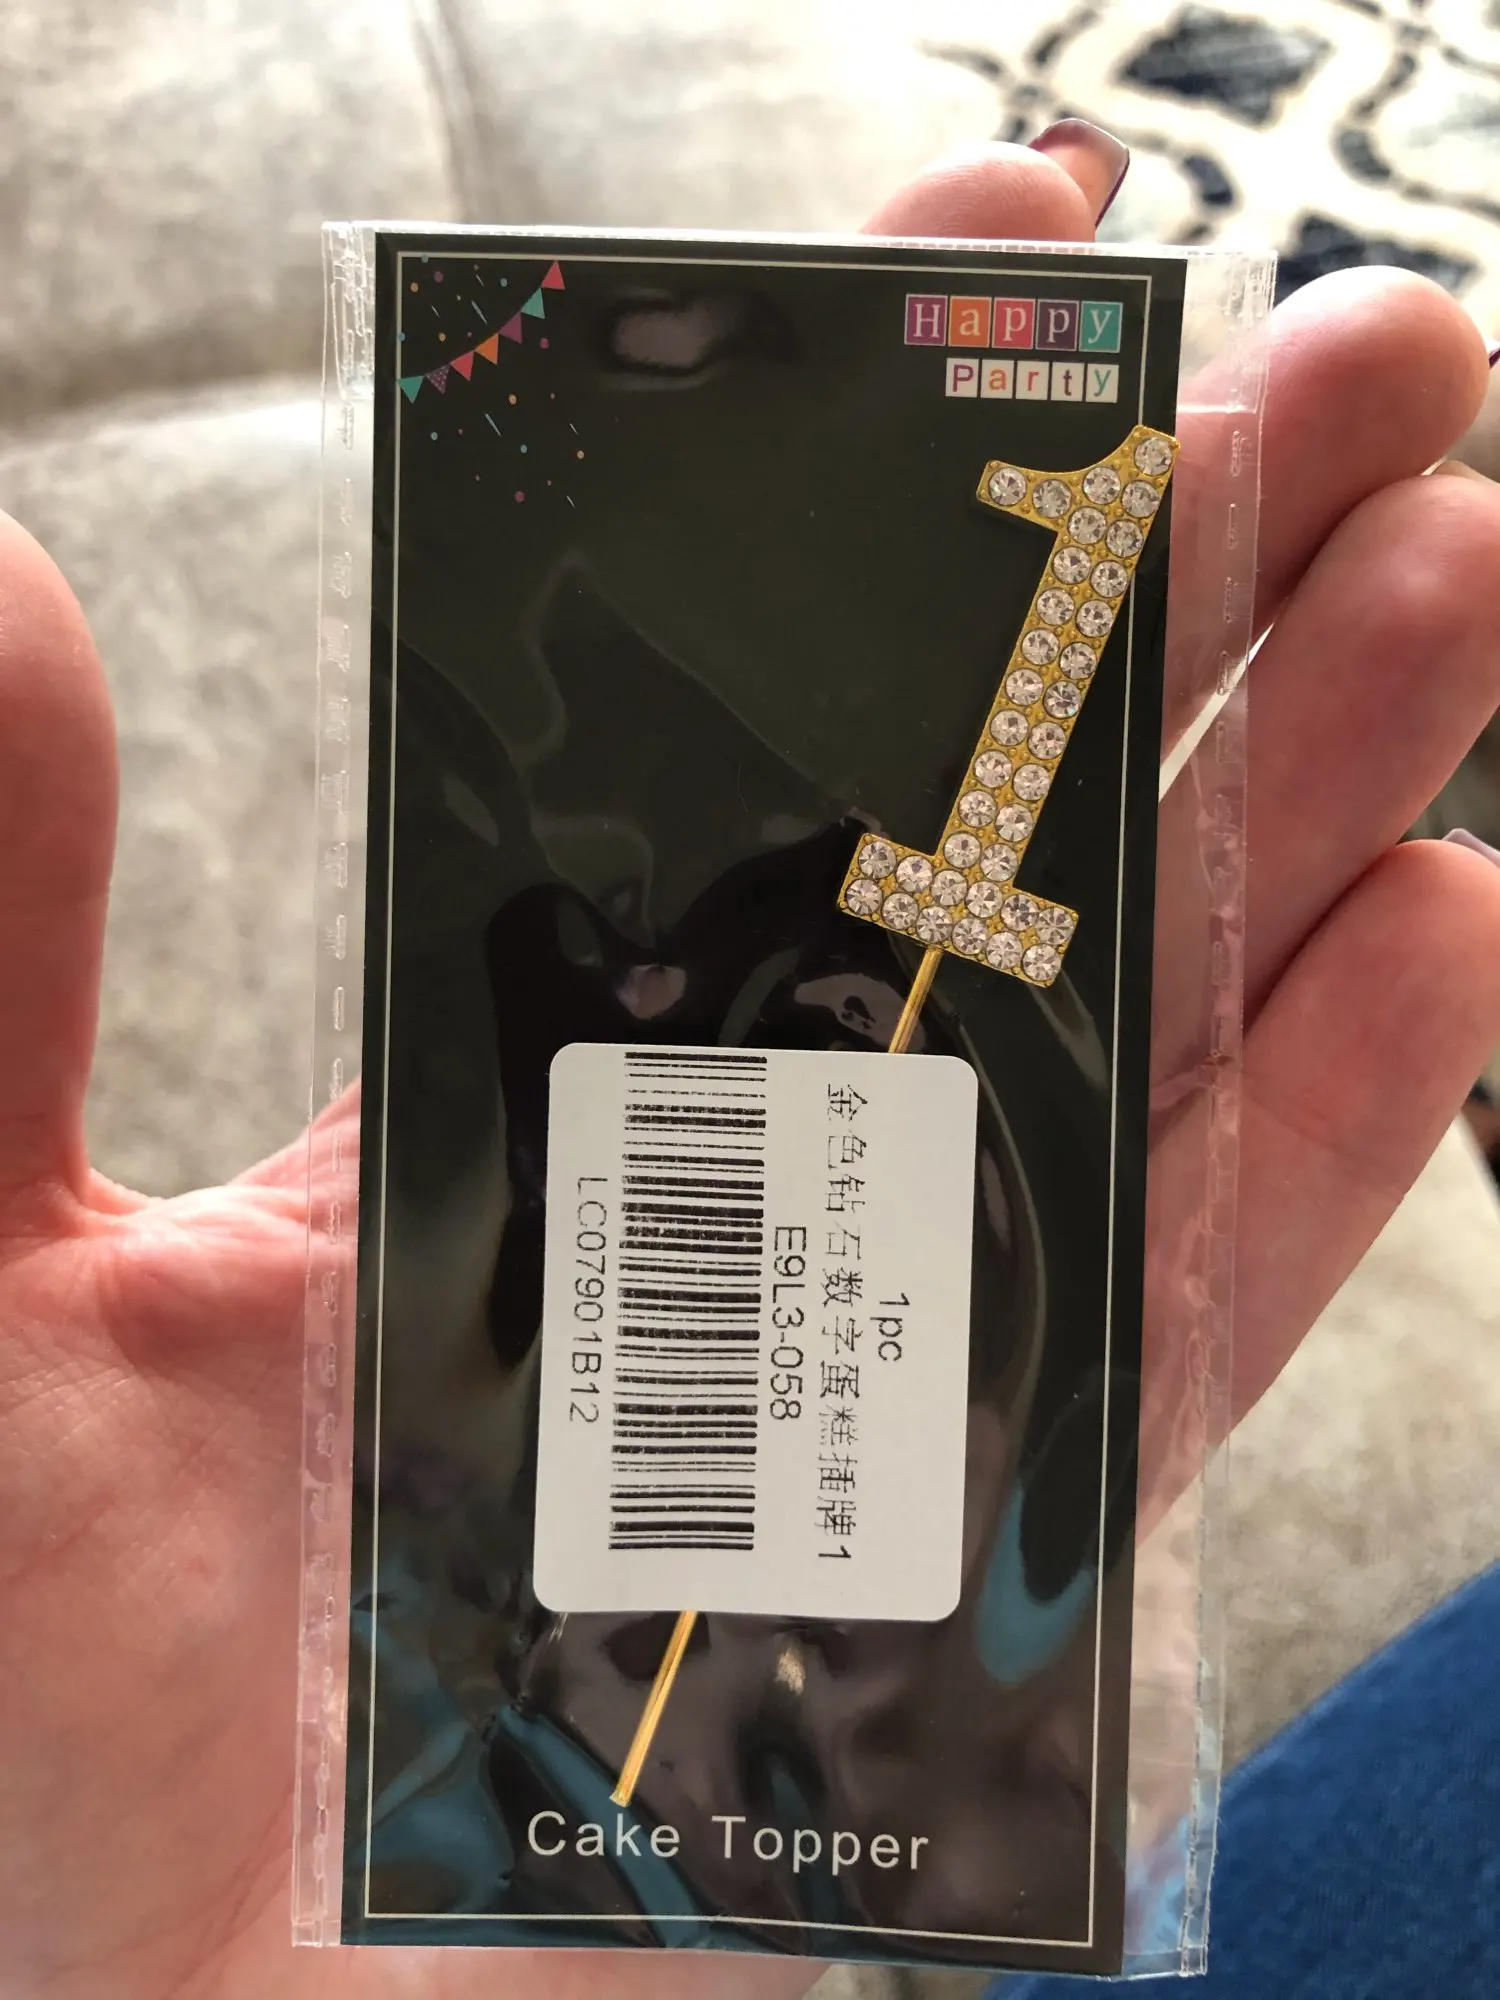 Happy
Party
1
1pc
金色钻石数字蛋糕插牌1
E9L3-058
LC07901B12
Cake Topper